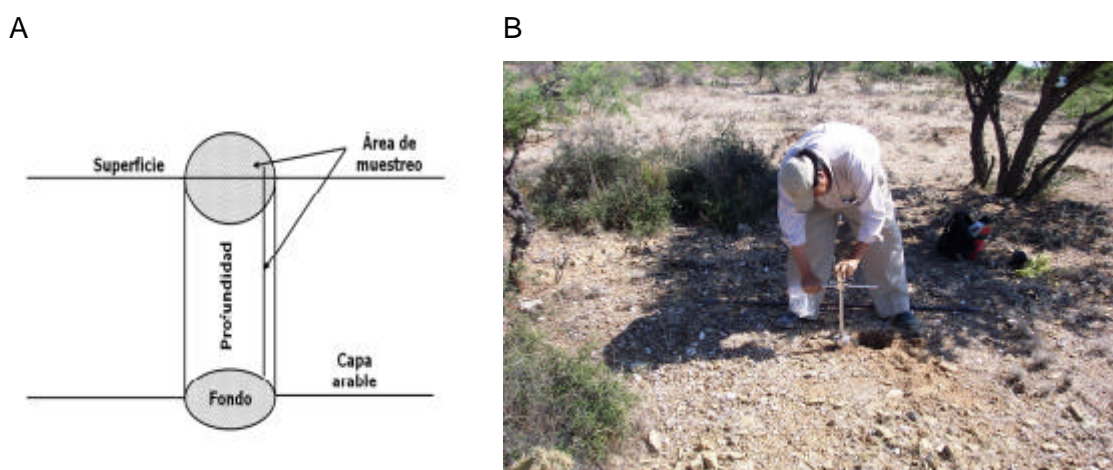 A
B
Superficie
Área de
muestreo
Profundidad
Capa
arable
Fondo